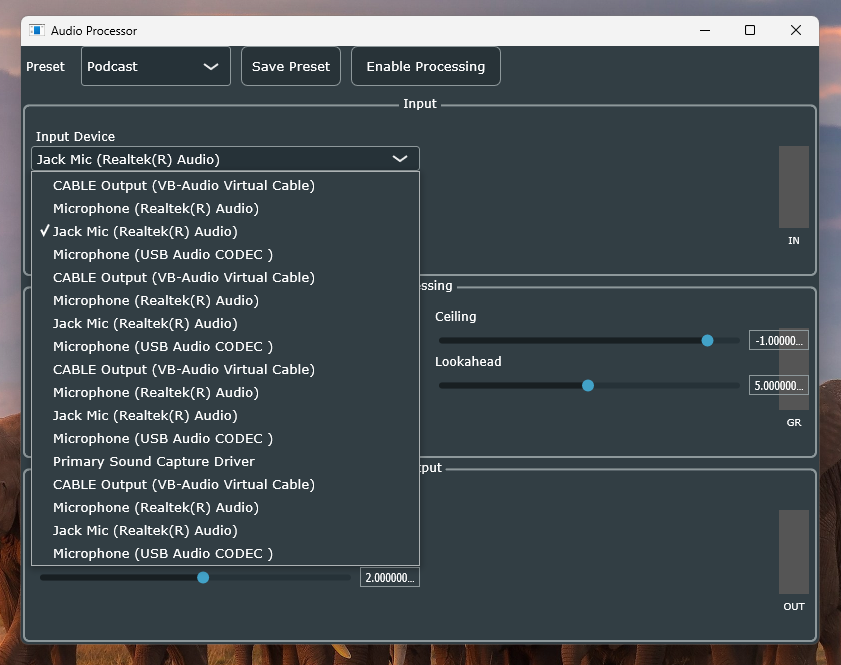 Audio Processor
Preset
Podcast
Save Preset
Enable Processing
Input
Input Device
Jack Mic (Realtek(R) Audio)
CABLE Output (VB-Audio Virtual Cable)
Microphone (Realtek(R) Audio)
✓ Jack Mic (Realtek(R) Audio)
Microphone (USB Audio CODEC )
CABLE Output (VB-Audio Virtual Cable)
Microphone (Realtek(R) Audio)
Jack Mic (Realtek(R) Audio)
Microphone (USB Audio CODEC )
CABLE Output (VB-Audio Virtual Cable)
Microphone (Realtek(R) Audio)
Jack Mic (Realtek(R) Audio)
Microphone (USB Audio CODEC )
Primary Sound Capture Driver
CABLE Output (VB-Audio Virtual Cable)
Microphone (Realtek(R) Audio)
Jack Mic (Realtek(R) Audio)
Microphone (USB Audio CODEC )
IN
ssing
Ceiling
-1.00000...
Lookahead
5.000000...
GR
put
2.000000...
OUT